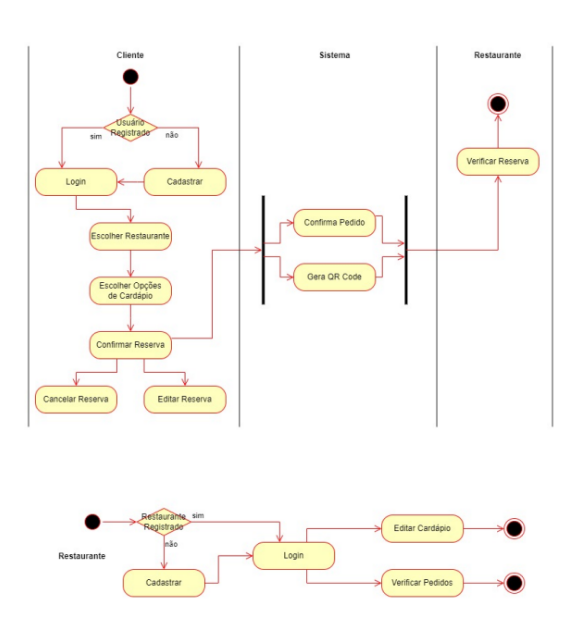 Cliente
Sistema
Restaurante
Usuário
Registrado
sim
não
Login
Cadastrar
Verificar Reserva
Escolher Restaurante
Confirma Pedido
Escolher Opções
de Cardápio
Gera QR Code
Confirmar Reserva
Cancelar Reserva
Editar Reserva
Restaurante
Registrado
sim
não
Editar Cardápio
Restaurante
Login
Cadastrar
Verificar Pedidos